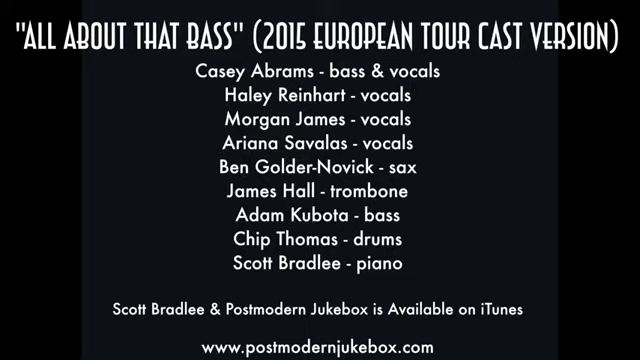 "ALL ABOUT THAT BASS" (2015 EUROPEAN TOUR CAST VERSION)
Casey Abrams - bass & vocals
Haley Reinhart - vocals
Morgan James - vocals
Ariana Savalas - vocals
Ben Golder-Novick - sax
James Hall - trombone
Adam Kubota - bass
Chip Thomas - drums
Scott Bradlee - piano
Scott Bradlee & Postmodern Jukebox is Available on iTunes
www.postmodernjukebox.com